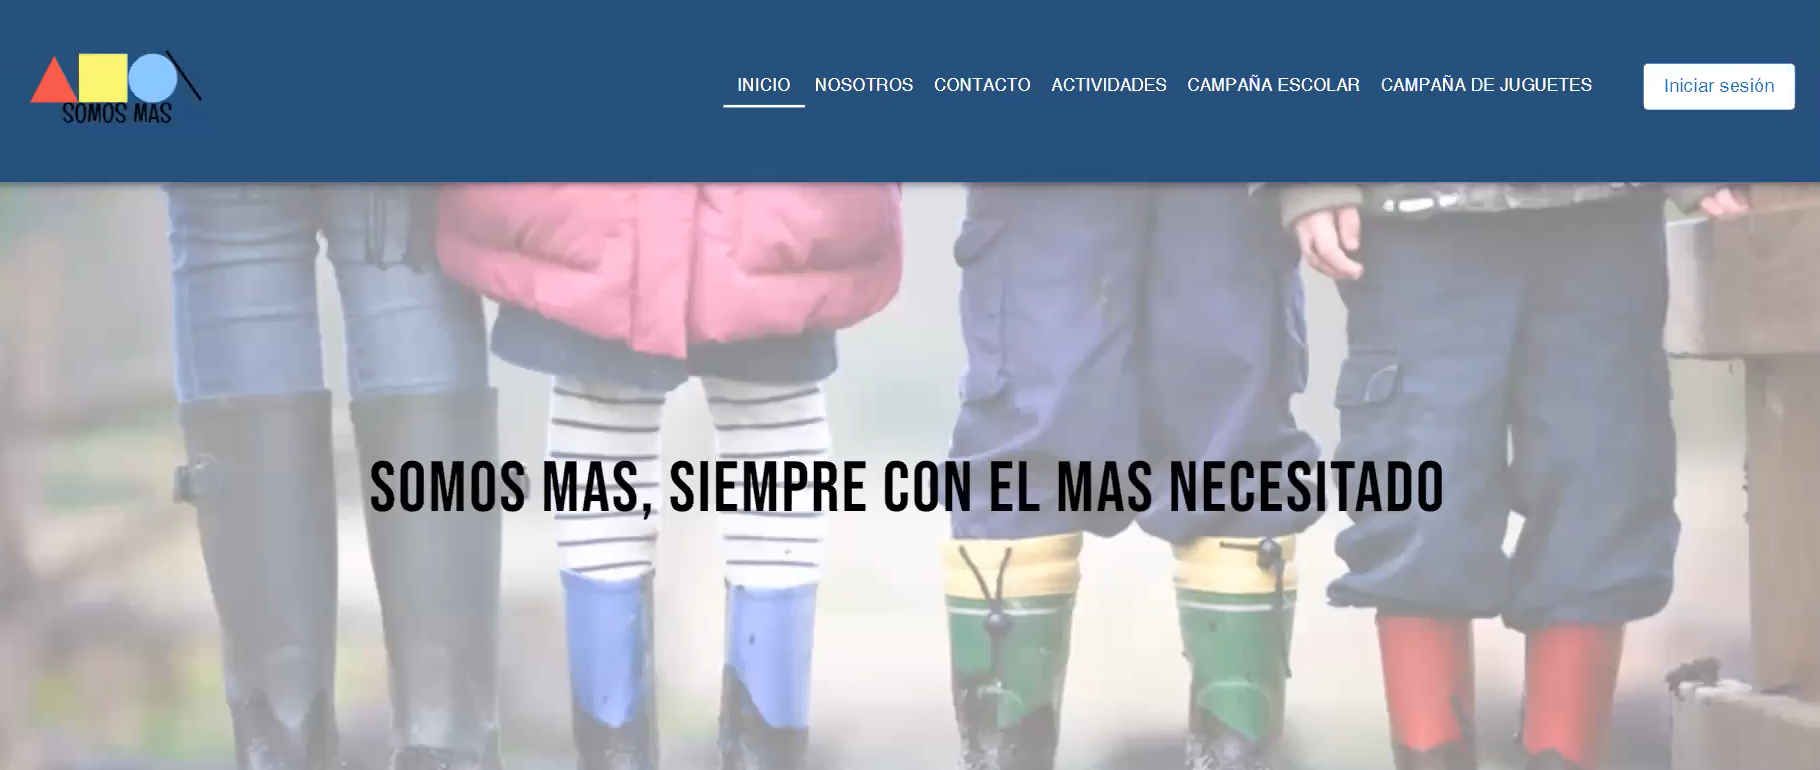 SOMOS MAS
INICIO NOSOTROS CONTACTO ACTIVIDADES CAMPAÑA ESCOLAR CAMPAÑA DE JUGUETES Iniciar sesión
SOMOS MAS, SIEMPRE CON EL MAS NECESITADO